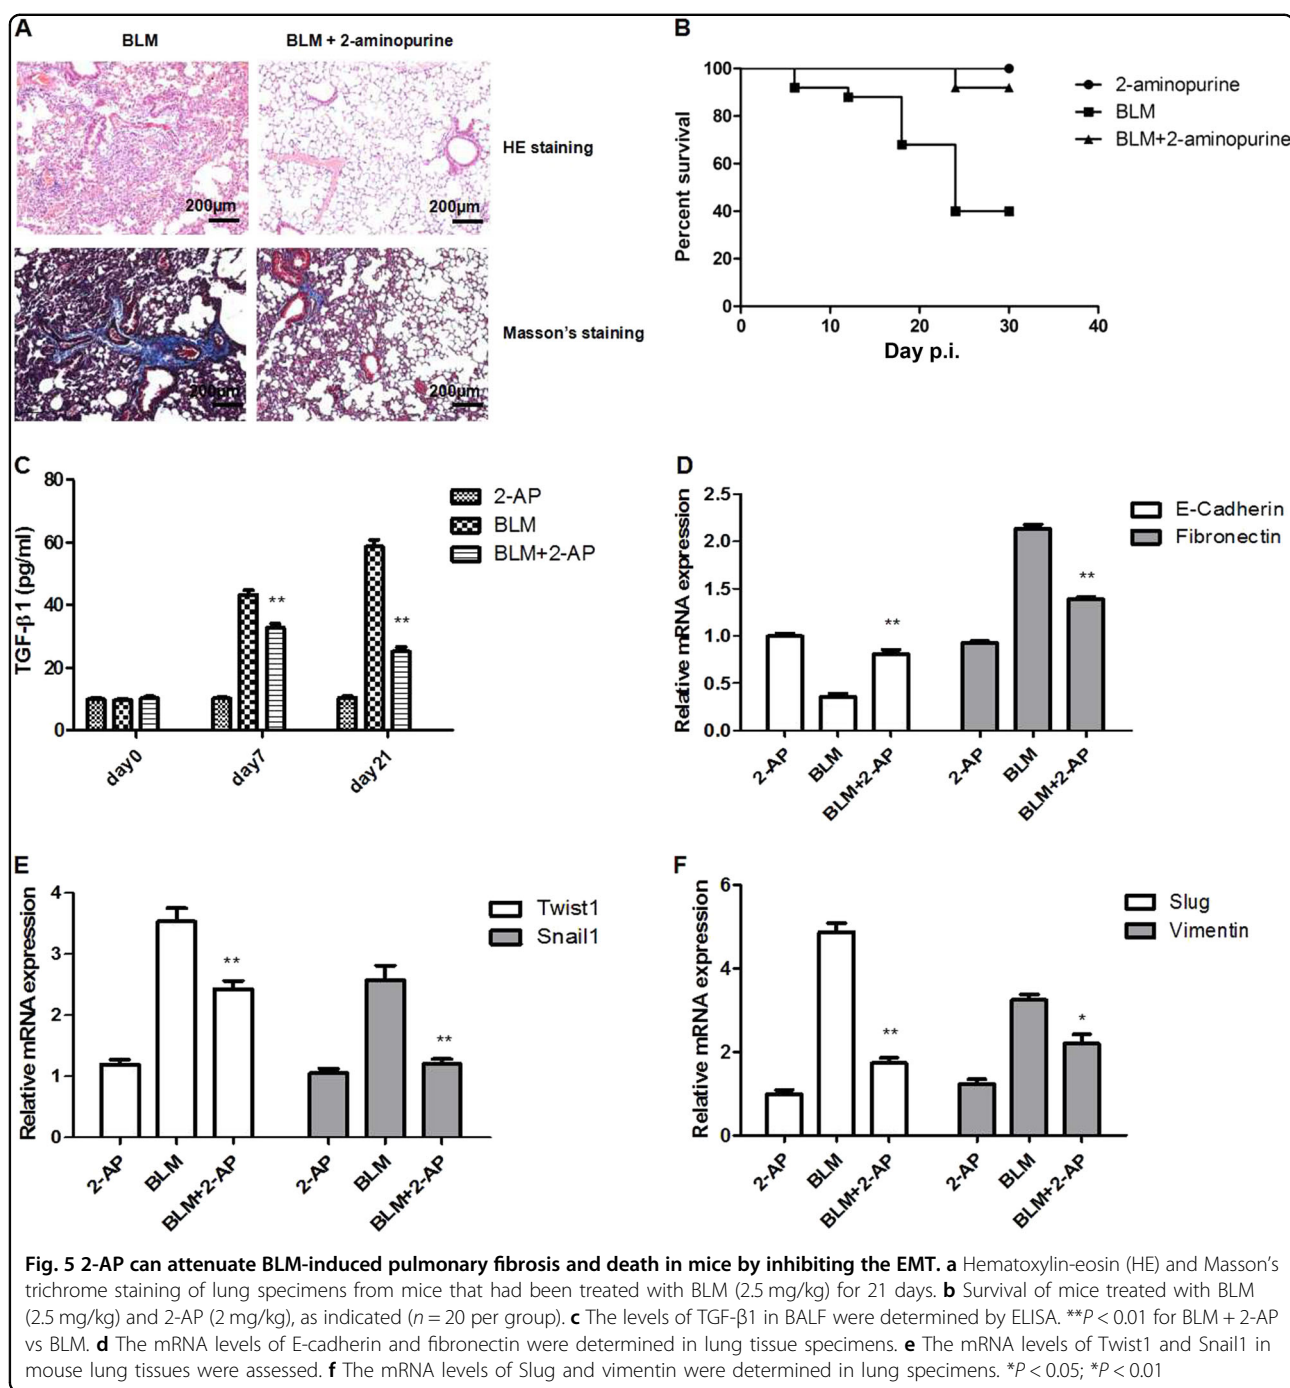 A
BLM
BLM + 2-aminopurine
HE staining
200μm
200μm
Masson's staining
200μm
200μm
B
Percent survival
100
80
60
40
20
0
0
10
20
30
40
Day p.i.
2-aminopurine
BLM
BLM+2-aminopurine
C
TGF-β1 (pg/ml)
80
60
40
20
0
**
**
day0
day7
day21
2-AP
BLM
BLM+2-AP
D
Relative mRNA expression
2.5
2.0
1.5
1.0
0.5
0.0
**
**
2-AP
BLM
BLM+2-AP
2-AP
BLM
BLM+2-AP
E-Cadherin
Fibronectin
E
Relative mRNA expression
4
3
2
1
0
**
**
2-AP
BLM
BLM+2-AP
2-AP
BLM
BLM+2-AP
Twist1
Snail1
F
Relative mRNA expression
6
4
2
0
**
*
2-AP
BLM
BLM+2-AP
2-AP
BLM
BLM+2-AP
Slug
Vimentin
Fig. 5 2-AP can attenuate BLM-induced pulmonary fibrosis and death in mice by inhibiting the EMT. a Hematoxylin-eosin (HE) and Masson's
trichrome staining of lung specimens from mice that had been treated with BLM (2.5 mg/kg) for 21 days. b Survival of mice treated with BLM
(2.5 mg/kg) and 2-AP (2 mg/kg), as indicated (n = 20 per group). c The levels of TGF-β1 in BALF were determined by ELISA. **P < 0.01 for BLM + 2-AP
vs BLM. d The mRNA levels of E-cadherin and fibronectin were determined in lung tissue specimens. e The mRNA levels of Twist1 and Snail1 in
mouse lung tissues were assessed. f The mRNA levels of Slug and vimentin were determined in lung specimens. *P < 0.05; *P < 0.01